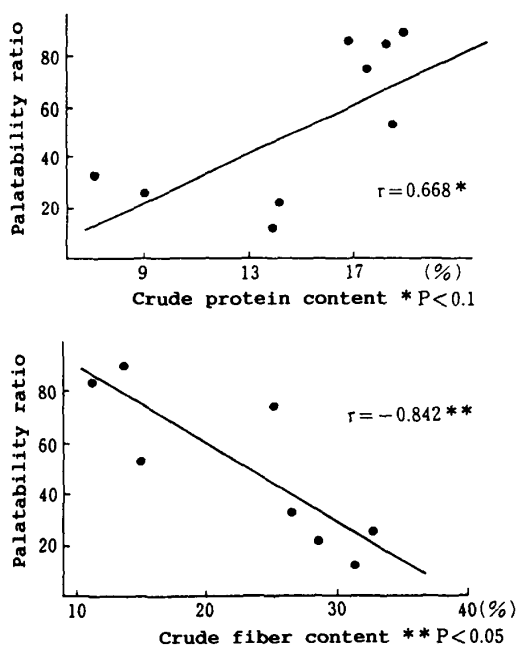 Palatability ratio
80
60
40
20
r=0.668 *
9 13 17 (%)
Crude protein content * P<0.1
Palatability ratio
80
60
40
20
r=-0.842 **
10 20 30 40(%)
Crude fiber content ** P<0.05